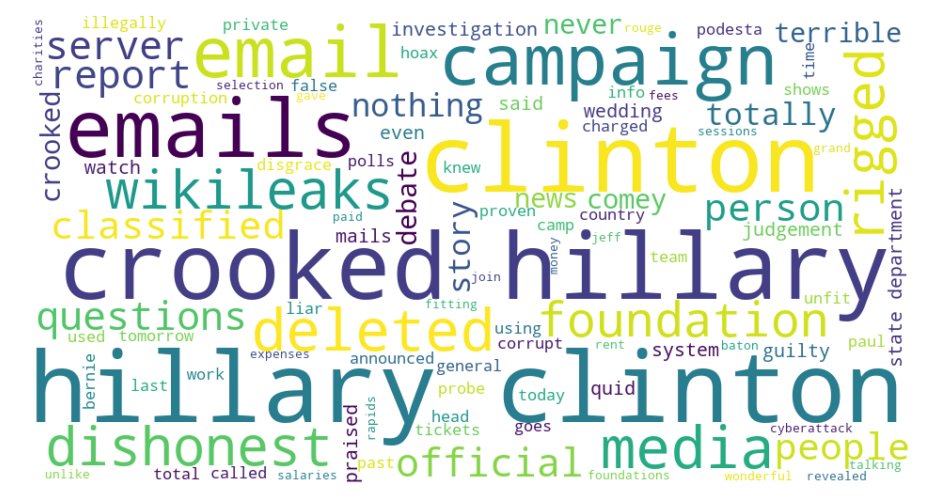 illegally
private
investigation
never
rouge
podesta
terrible
charities
server
email
hoax
campaign
time
report
selection
false
info
fees
shows
rigged
corruption
gave
nothing
said
wedding
totally
crooked
emails
even
charged
sessions
clinton
watch
disgrace
polls
knew
grand
wikileaks
debate
news
comey
person
classified
paid
proven
country
judgement
mails
story
camp
jeff
state department
crooked hillary
join
money
team
unfit
questions
liar
fitting
foundation
deleted
using
used
tomorrow
corrupt
rent
system
baton
guilty
paul
expenses
announced
hillary clinton
bernie
last
work
general
probe
today
quid
praised
rapids
head
tickets
goes
cyberattack
dishonest
media
people
unlike
total
called
salaries
past
official
foundations
wonderful
revealed
talking